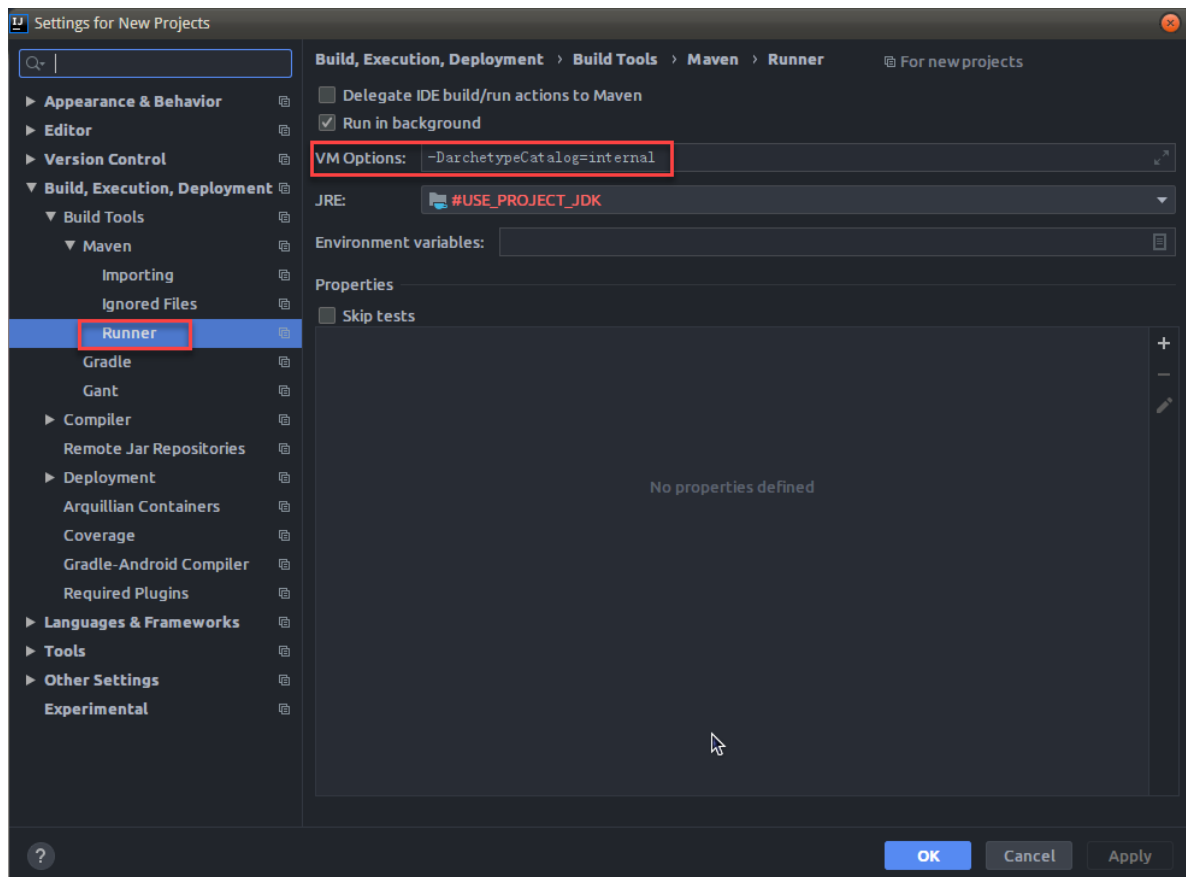 IJ Settings for New Projects
Build, Execution, Deployment › Build Tools › Maven › Runner
For new projects
Appearance & Behavior
Editor
Version Control
Build, Execution, Deployment
Build Tools
Maven
Importing
Ignored Files
Runner
Gradle
Gant
Compiler
Remote Jar Repositories
Deployment
Arquillian Containers
Coverage
Gradle-Android Compiler
Required Plugins
Languages & Frameworks
Tools
Other Settings
Experimental
Delegate IDE build/run actions to Maven
Run in background
VM Options: -DarchetypeCatalog=internal
JRE: #USE_PROJECT_JDK
Environment variables:
Properties
Skip tests
No properties defined
?
OK Cancel Apply